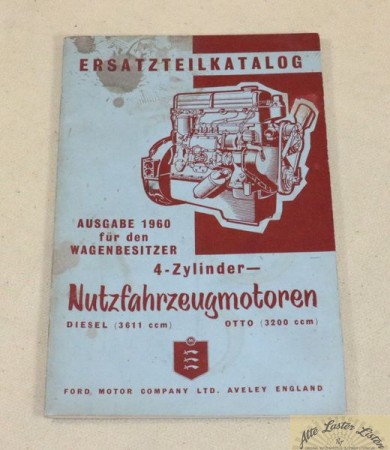 ERSATZTEILKATALOG
AUSGABE 1960
für den
WAGENBESITZER
4-Zylinder—
Nutzfahrzeugmotoren
DIESEL (3611 ccm) OTTO (3200 ccm)
FORD MOTOR COMPANY LTD. AVELEY ENGLAND
Alte Laster Listen